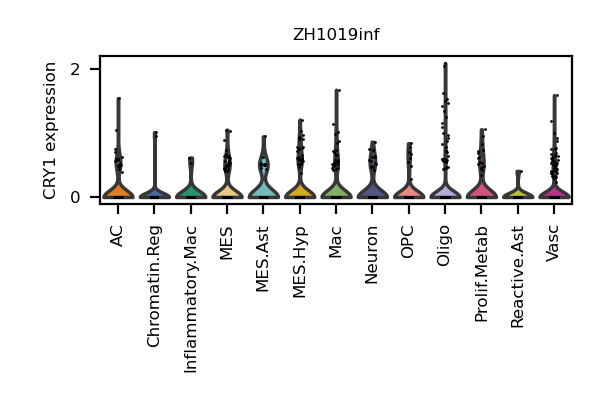 ZH1019inf
CRY1 expression
2
0
AC
Chromatin.Reg
Inflammatory.Mac
MES
MES.Ast
MES.Hyp
Mac
Neuron
OPC
Oligo
Prolif.Metab
Reactive.Ast
Vasc